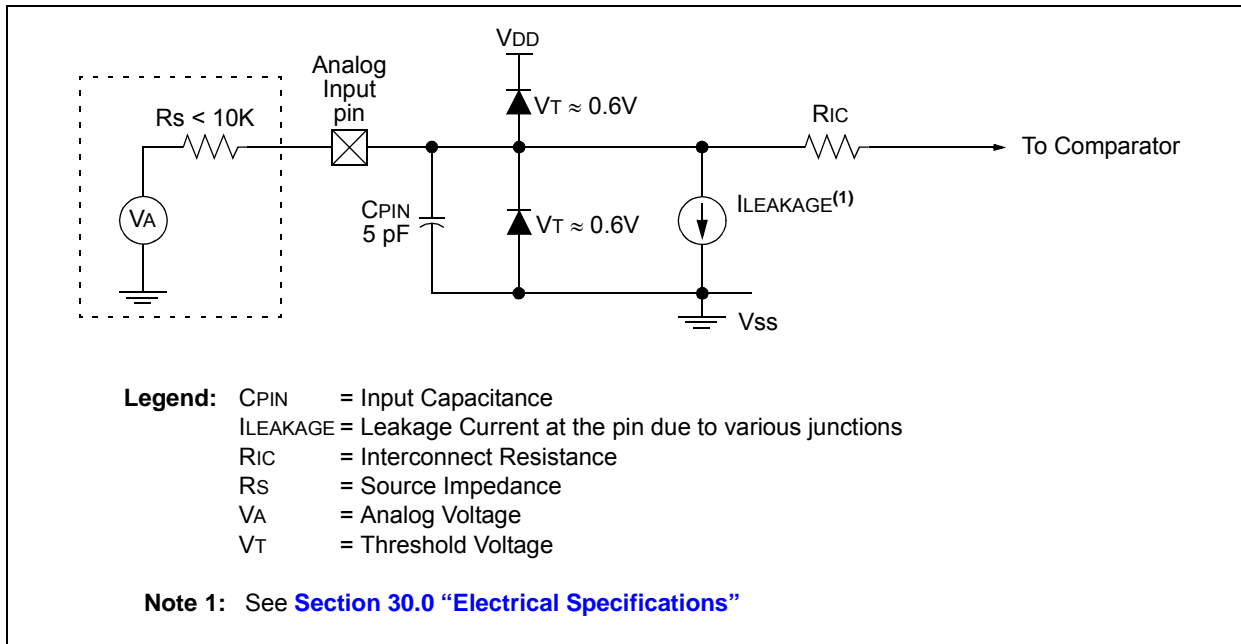 VDD
Analog
Input
pin
Rs < 10K
VT ≈ 0.6V
RIC
To Comparator
VA
CPIN
5 pF
VT ≈ 0.6V
ILEAKAGE(1)
Vss
Legend: CPIN = Input Capacitance
ILEAKAGE = Leakage Current at the pin due to various junctions
RIC = Interconnect Resistance
RS = Source Impedance
VA = Analog Voltage
VT = Threshold Voltage
Note 1: See Section 30.0 “Electrical Specifications”